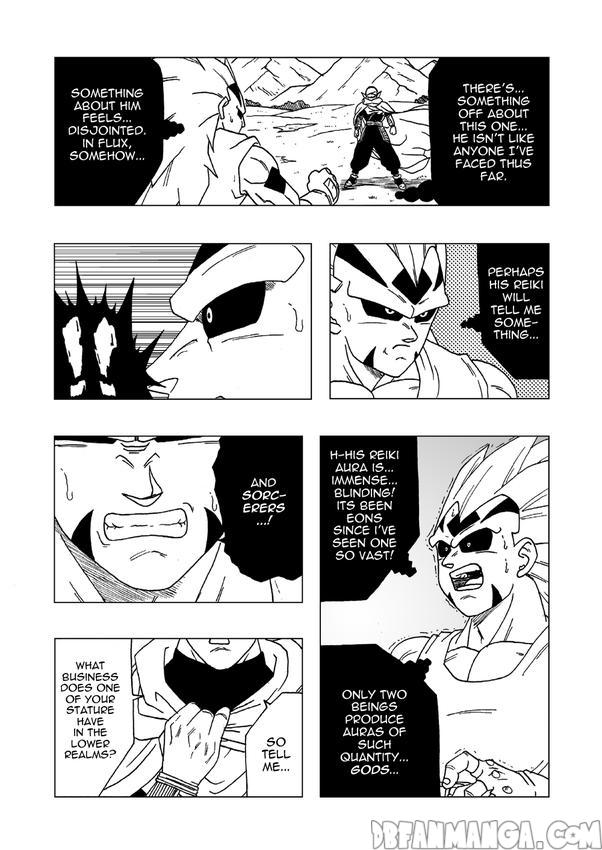 THERE'S...
SOMETHING
OFF ABOUT
THIS ONE...
HE ISN'T LIKE
ANYONE I'VE
FACED THUS
FAR.
SOMETHING
ABOUT HIM
FEELS...
DISJOINTED.
IN FLUX,
SOMEHOW...
PERHAPS
HIS REIKI
WILL
TELL ME
SOME-
THING...
!!
H-HIS REIKI
AURA IS...
IMMENSE...
BLINDING!
ITS BEEN
EONS
SINCE I'VE
SEEN ONE
SO VAST!
ONLY TWO
BEINGS
PRODUCE
AURAS OF
SUCH
QUANTITY...
GODS...
AND
SORC-
ERERS
...!
SO
TELL
ME...
WHAT
BUSINESS
DOES ONE
OF YOUR
STATURE
HAVE
IN THE
LOWER
REALMS?
DBFANMANGA.COM